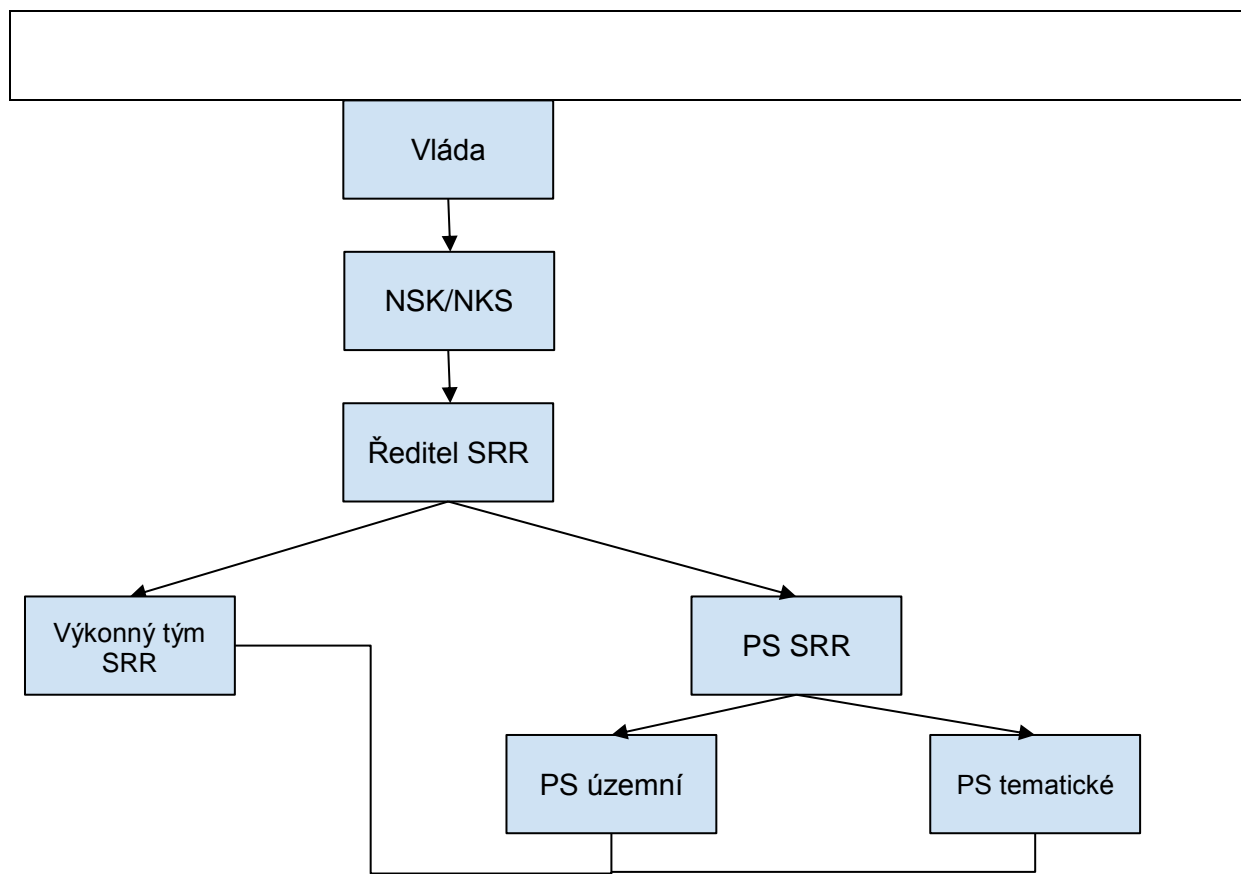 Vláda
NSK/NKS
Ředitel SRR
Výkonný tým
SRR
PS SRR
PS územní
PS tematické